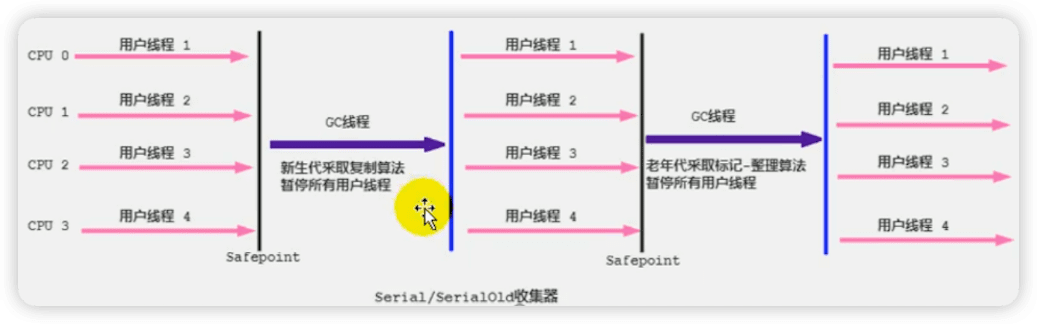 CPU 0
用户线程 1
用户线程 1
用户线程 1
CPU 1
用户线程 2
用户线程 2
用户线程 2
GC线程
GC线程
CPU 2
用户线程 3
用户线程 3
用户线程 3
新生代采取复制算法
暂停所有用户线程
老年代采取标记-整理算法
暂停所有用户线程
CPU 3
用户线程 4
用户线程 4
用户线程 4
Safepoint
Safepoint
Serial/SerialOld收集器